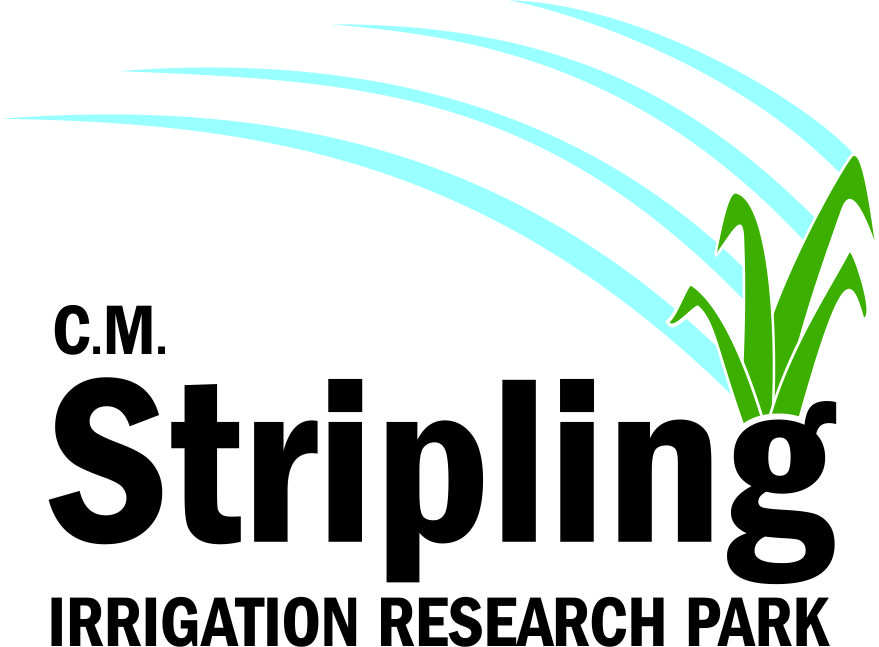 C.M.
Stripling
IRRIGATION RESEARCH PARK